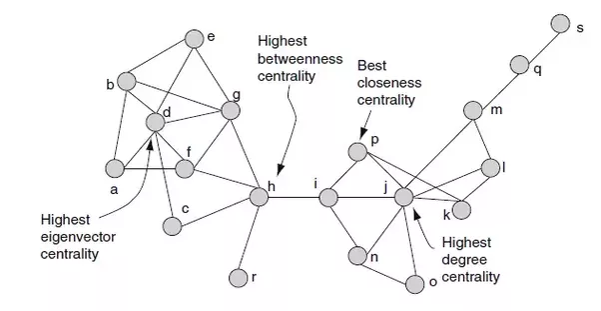 s
e
Highest
betweenness
centrality
q
Best
closeness
centrality
b
g
d
m
p
f
l
a
h
i
j
k
c
Highest
eigenvector
centrality
Highest
degree
centrality
n
r
o